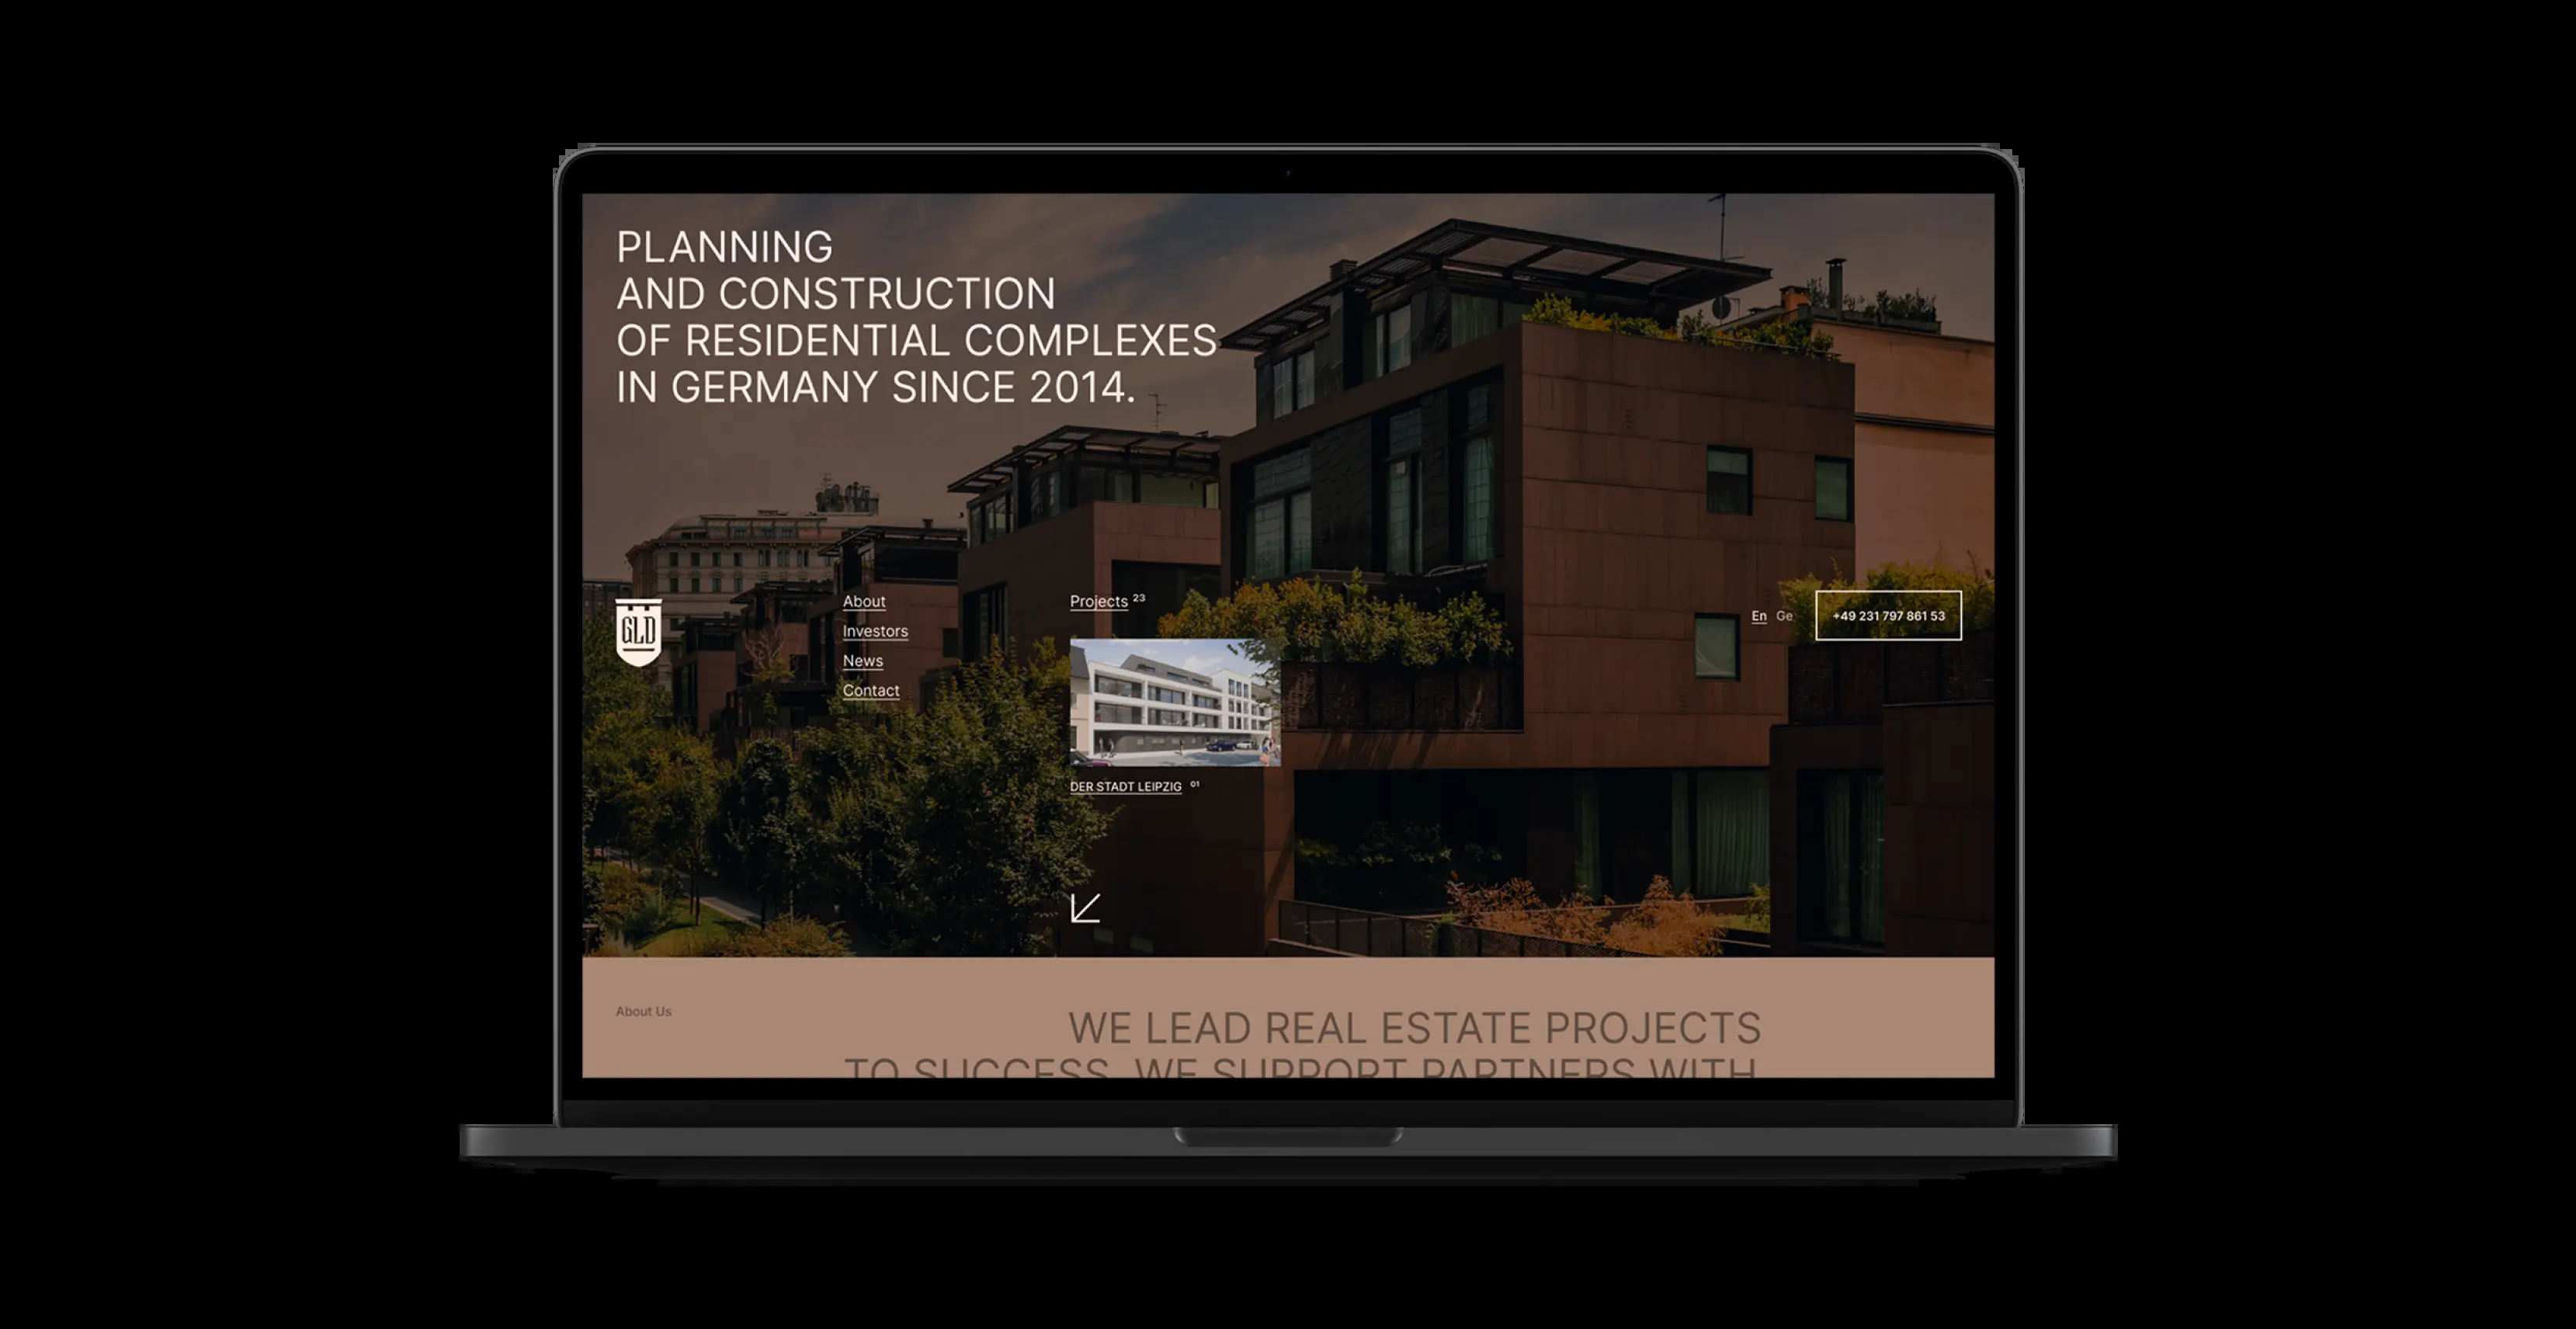 PLANNING
AND CONSTRUCTION
OF RESIDENTIAL COMPLEXES
IN GERMANY SINCE 2014.
GLD
About
Investors
News
Contact
Projects 23
DER STADT LEIPZIG 01
En Ge
+49 231 797 861 53
About Us
WE LEAD REAL ESTATE PROJECTS
TO SUCCESS. WE SUPPORT PARTNERS WITH